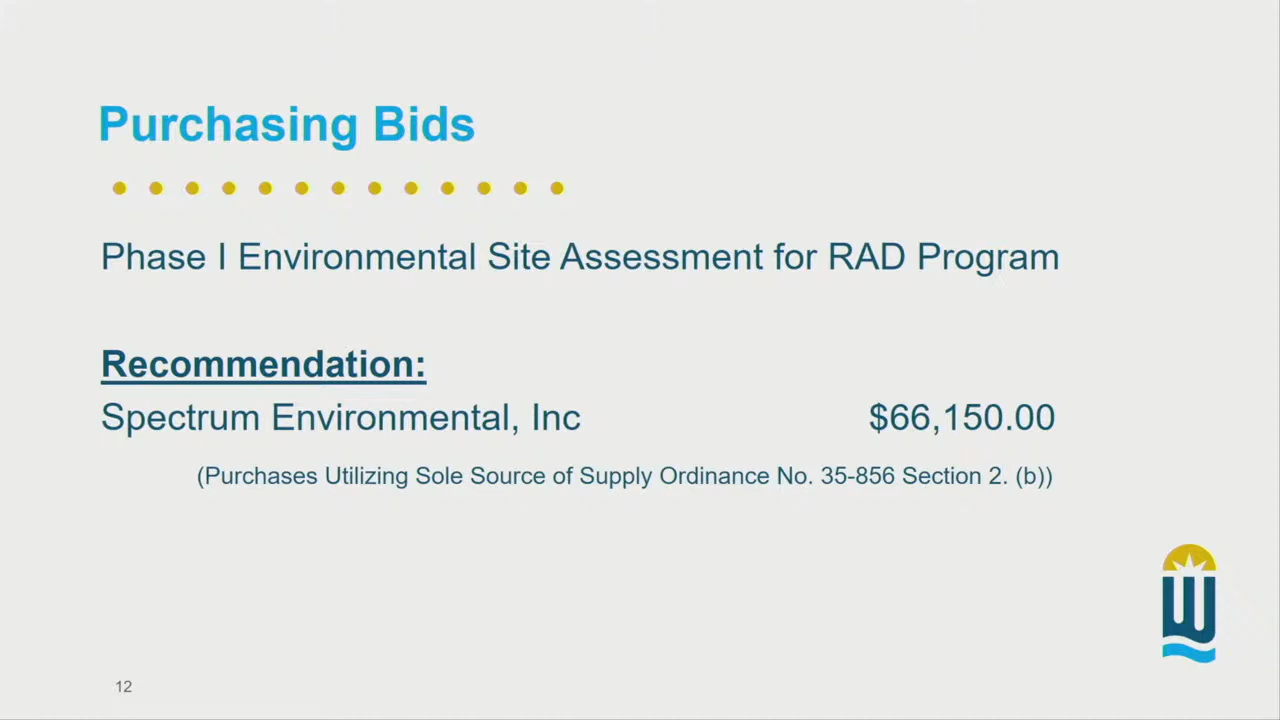 Purchasing Bids
Phase I Environmental Site Assessment for RAD Program
Recommendation:
Spectrum Environmental, Inc $66,150.00
(Purchases Utilizing Sole Source of Supply Ordinance No. 35-856 Section 2. (b))
12